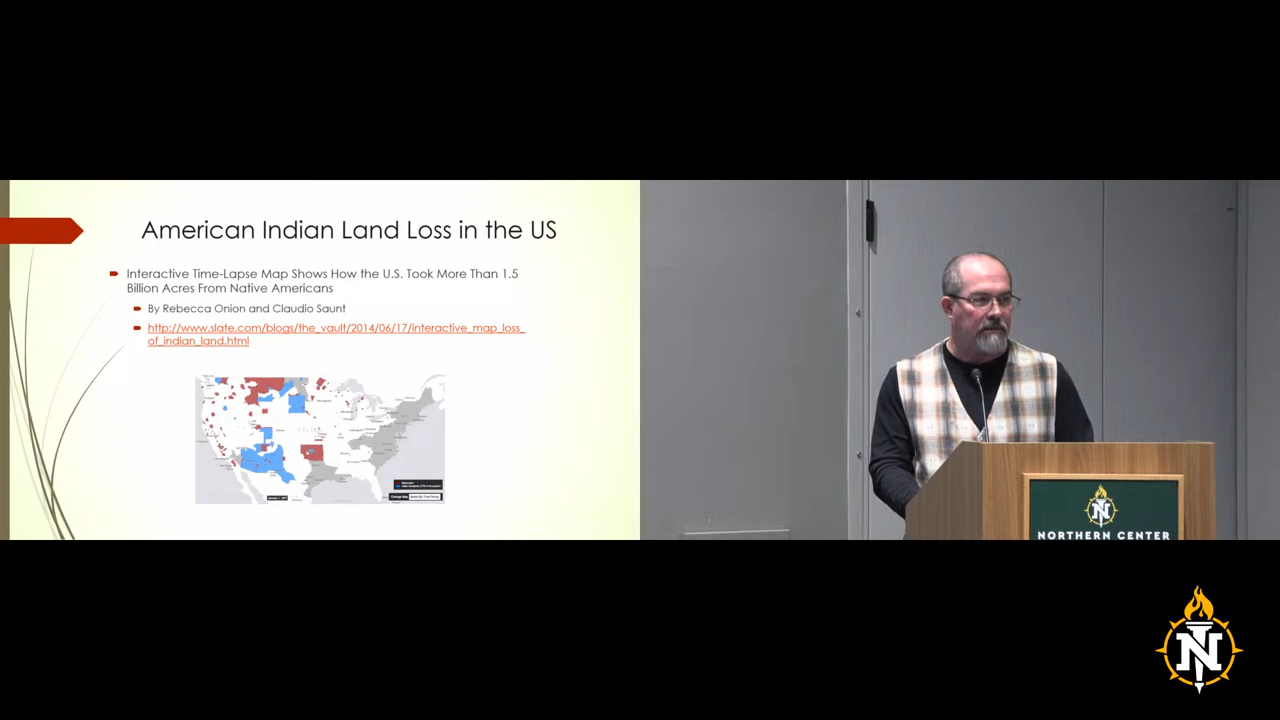 American Indian Land Loss in the US
Interactive Time-Lapse Map Shows How the U.S. Took More Than 1.5
Billion Acres From Native Americans
By Rebecca Onion and Claudio Saunt
http://www.slate.com/blogs/the_vault/2014/06/17/interactive_map_loss_
of_indian_land.html
N
NORTHERN CENTER
N